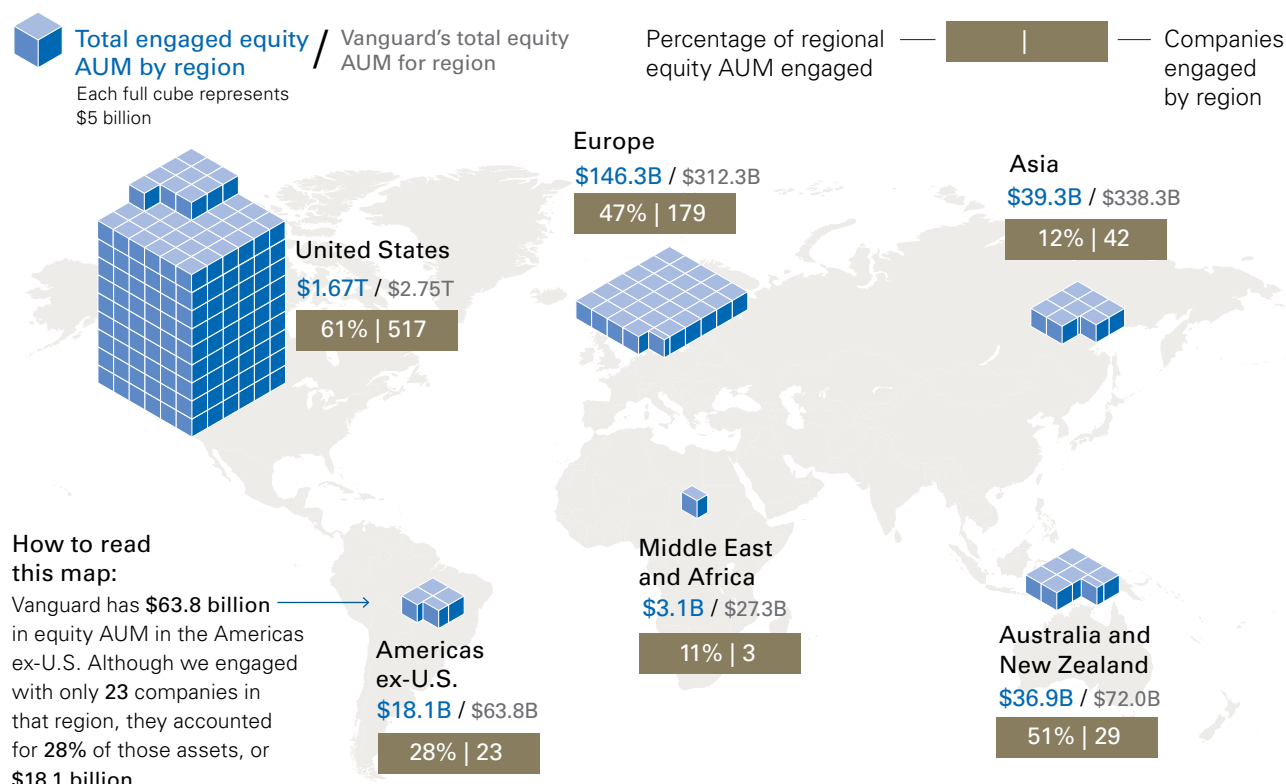 Total engaged equity
AUM by region
/
Vanguard's total equity
AUM for region
Each full cube represents
$5 billion
Percentage of regional
equity AUM engaged
|
Companies
engaged
by region
United States
$1.67T / $2.75T
61% | 517
Europe
$146.3B / $312.3B
47% | 179
Asia
$39.3B / $338.3B
12% | 42
How to read
this map:
Vanguard has $63.8 billion
in equity AUM in the Americas
ex-U.S. Although we engaged
with only 23 companies in
that region, they accounted
for 28% of those assets, or
$18.1 billion
Americas
ex-U.S.
$18.1B / $63.8B
28% | 23
Middle East
and Africa
$3.1B / $27.3B
11% | 3
Australia and
New Zealand
$36.9B / $72.0B
51% | 29